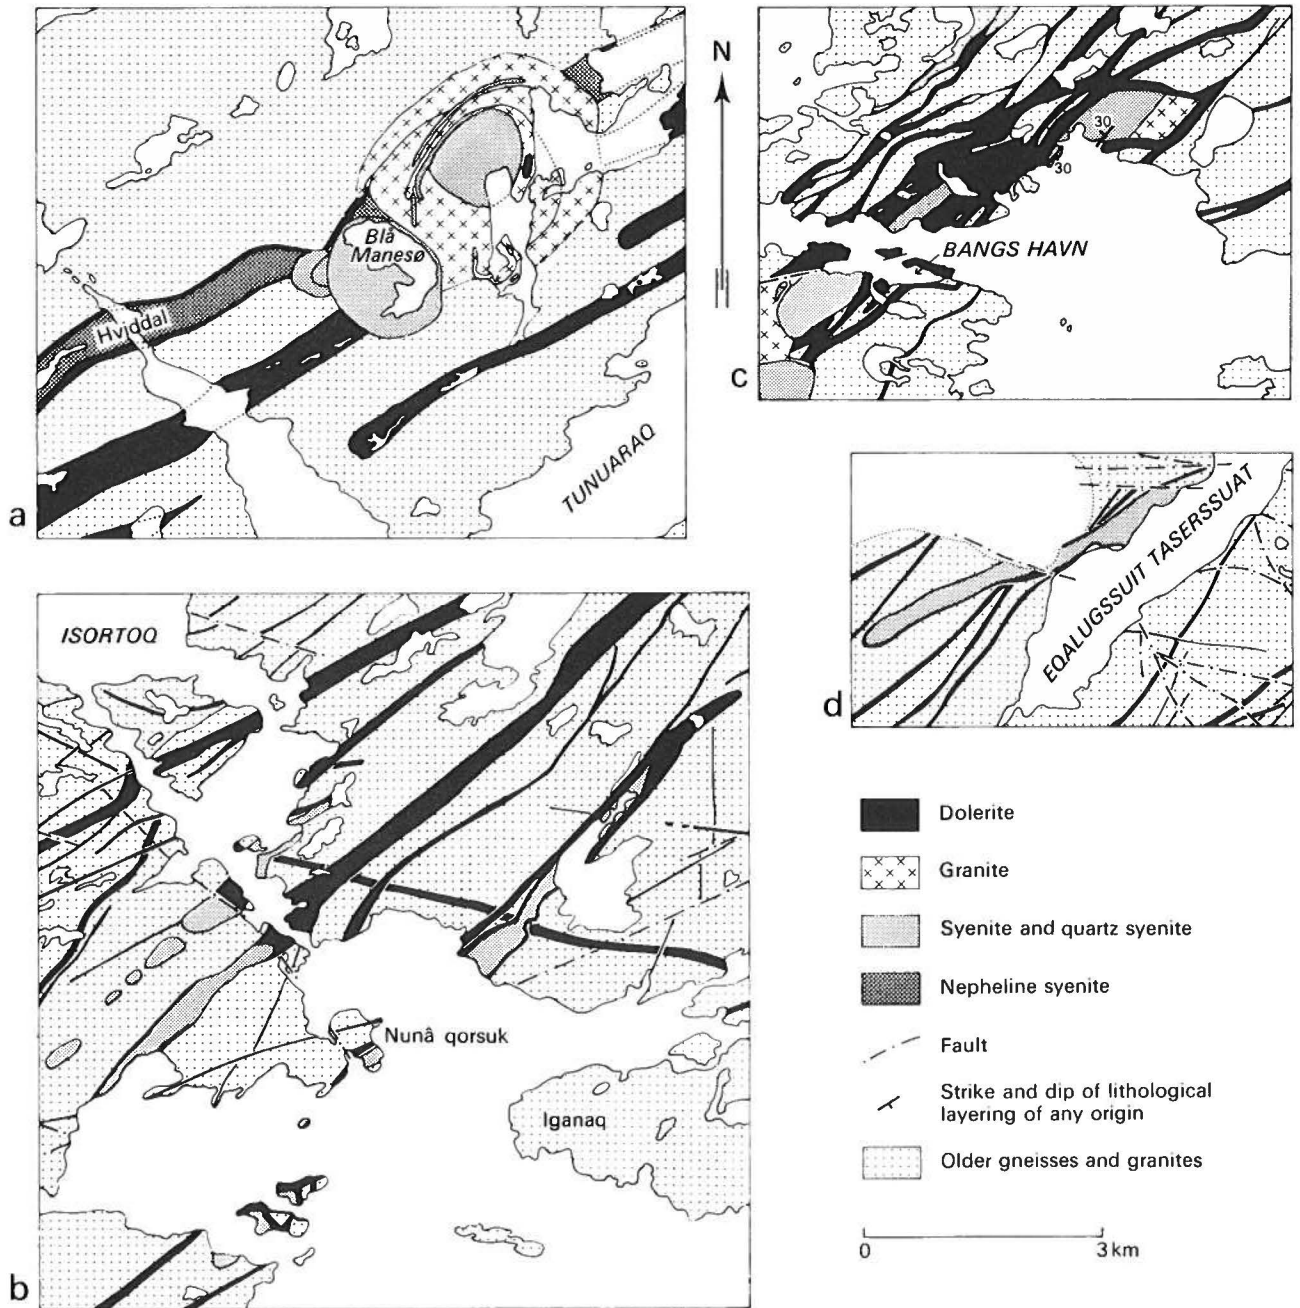 a
Blå
Manesø
Hviddal
TUNUARAQ
N
c
30
30
BANGS HAVN
b
ISORTOQ
Nunâ qorsuk
Iganaq
d
EQALUGSSUIT TASERSSUAT
Dolerite
Granite
Syenite and quartz syenite
Nepheline syenite
Fault
Strike and dip of lithological
layering of any origin
Older gneisses and granites
0 3 km